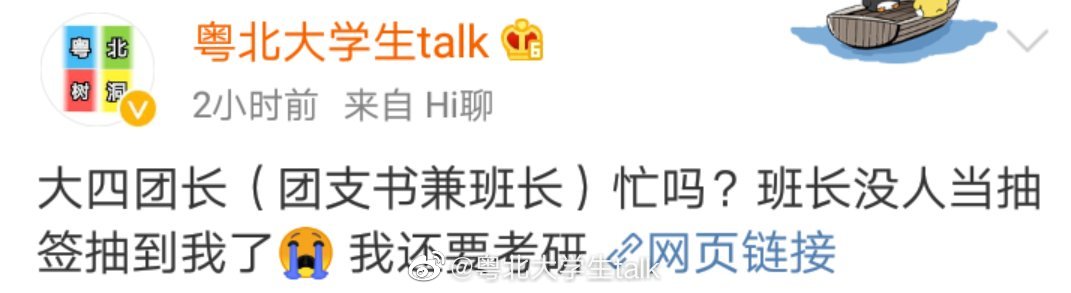 粤北
树洞
粤北大学生talk
6
2小时前 来自 Hi聊
大四团长（团支书兼班长）忙吗？班长没人当抽
签抽到我了😭 我还要考研 网页链接
@粤北大学生talk